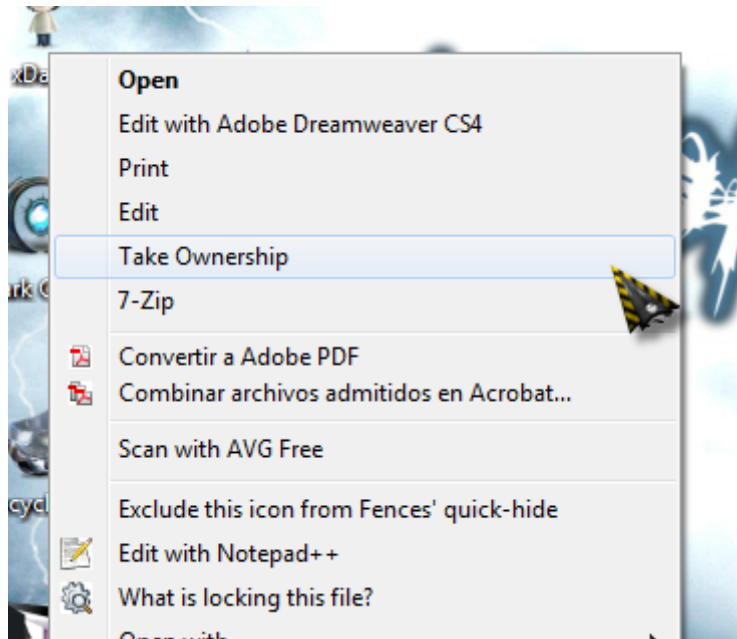 Open
Edit with Adobe Dreamweaver CS4
Print
Edit
Take Ownership
7-Zip
Convertir a Adobe PDF
Combinar archivos admitidos en Acrobat...
Scan with AVG Free
Exclude this icon from Fences' quick-hide
Edit with Notepad++
What is locking this file?
Open with